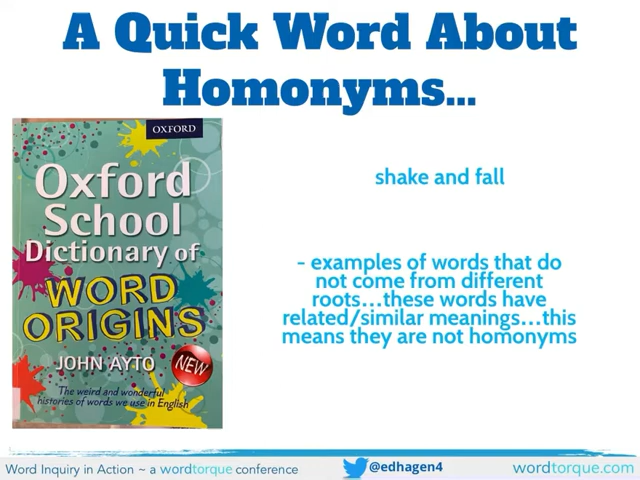 A Quick Word About
Homonyms...
OXFORD
Oxford
School
Dictionary of
WORD
ORIGINS
JOHN AYTO
NEW
The weird and wonderful
histories of words we use in English
shake and fall
- examples of words that do
not come from different
roots...these words have
related/similar meanings...this
means they are not homonyms
Word Inquiry in Action ~ a wordtorque conference
@edhagen4
wordtorque.com